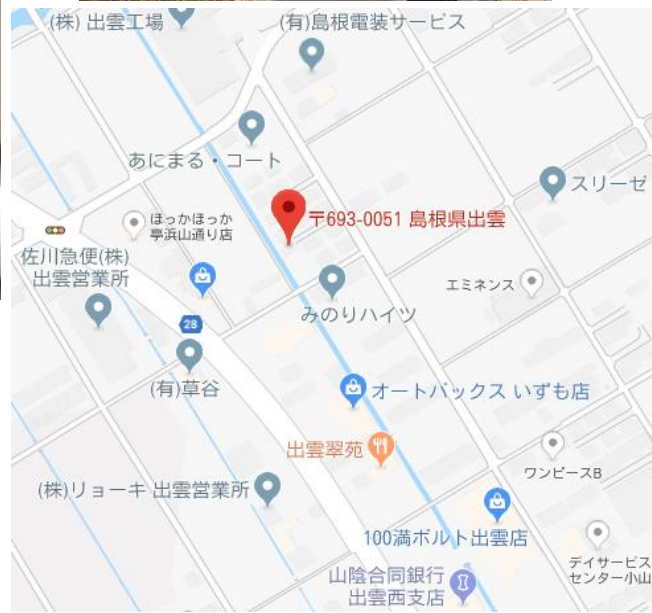 (株) 出雲工場
(有)島根電装サービス
あにまる・コート
スリーゼ
ほっかほっか
亭浜山通り店
〒693-0051 島根県出雲
佐川急便(株)
出雲営業所
エミネンス
みのりハイツ
28
(有)草谷
オートバックス いずも店
出雲翠苑
ワンピースB
(株)リョーキ 出雲営業所
100満ボルト出雲店
デイサービス
センター小山
山陰合同銀行
出雲西支店